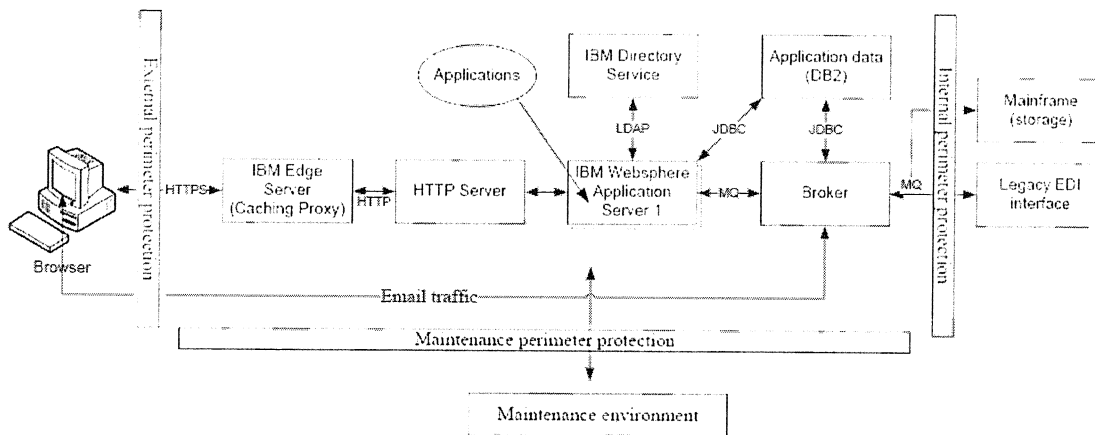 External perimeter protection
Browser
HTTPS
IBM Edge
Server
(Caching Proxy)
HTTP
HTTP Server
Applications
IBM Directory
Service
LDAP
IBM Websphere
Application
Server 1
JDBC
Application data
(DB2)
JDBC
MQ
Broker
Internal perimeter protection
MQ
Mainframe
(storage)
Legacy EDI
interface
Email traffic
Maintenance perimeter protection
Maintenance environment